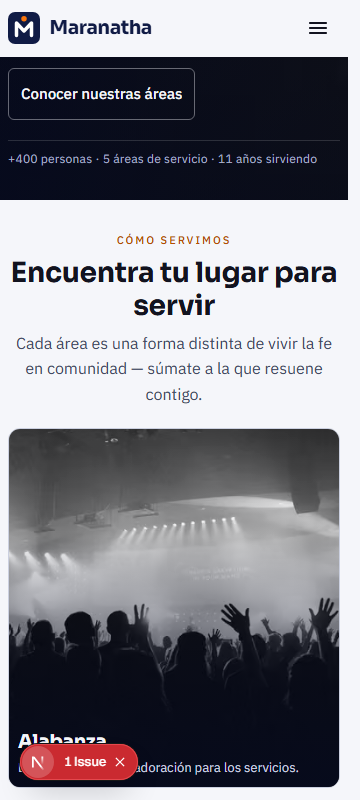 Maranatha
Conocer nuestras áreas
+400 personas · 5 áreas de servicio · 11 años sirviendo
CÓMO SERVIMOS
Encuentra tu lugar para
servir
Cada área es una forma distinta de vivir la fe
en comunidad — súmate a la que resuene
contigo.
Alabanza
adoración para los servicios.
1 Issue